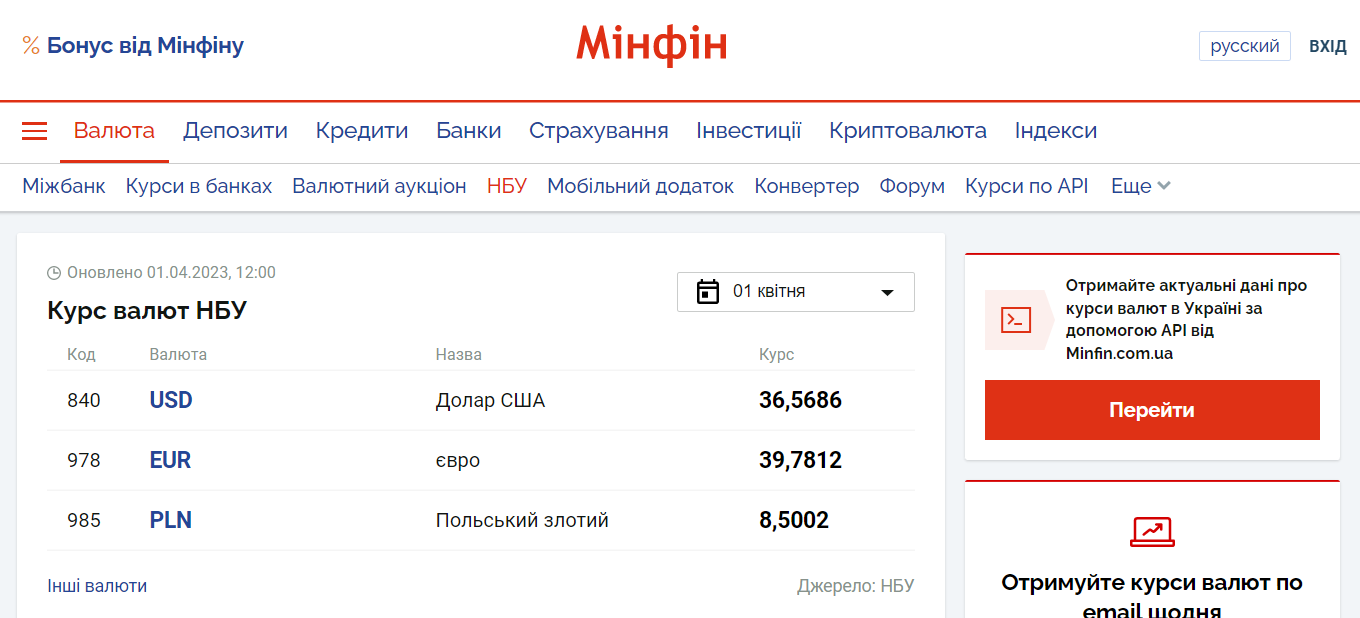 % Бонус від Мінфіну
Мінфін
русский
ВХІД
Валюта Депозити Кредити Банки Страхування Інвестиції Криптовалюта Індекси
Міжбанк Курси в банках Валютний аукціон НБУ Мобільний додаток Конвертер Форум Курси по API Еще
Оновлено 01.04.2023, 12:00
Курс валют НБУ
01 квітня
Код Валюта Назва Курс
840 USD Долар США 36,5686
978 EUR євро 39,7812
985 PLN Польський злотий 8,5002
Інші валюти
Джерело: НБУ
Отримайте актуальні дані про
курси валют в Україні за
допомогою API від
Minfin.com.ua
Перейти
Отримуйте курси валют по
email щодня